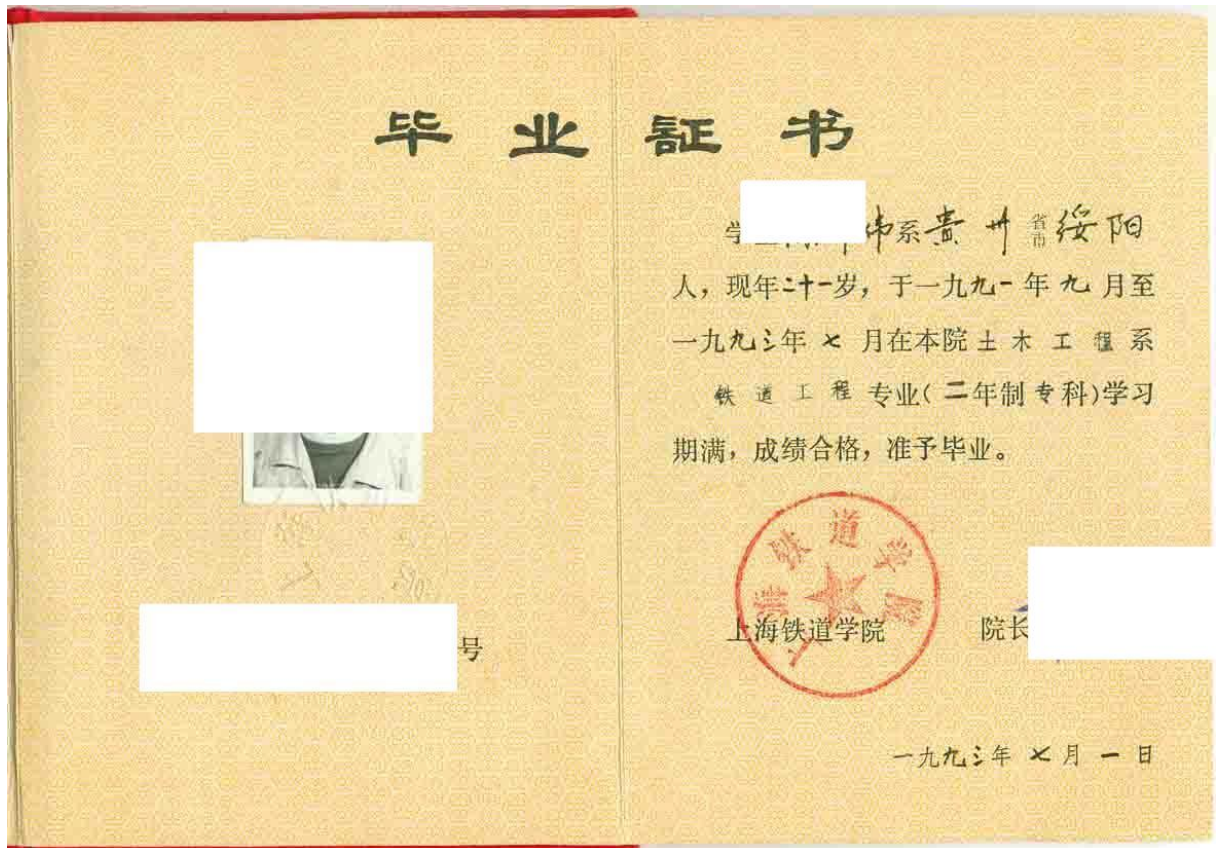 毕业証书
学 系贵州省市绥阳
人，现年二十一岁，于一九九一年九月至
一九九三年七月在本院土木工程系
铁道工程专业(二年制专科)学习
期满，成绩合格，准予毕业。
上海铁道学院
上海铁道学院 院长
号
一九九三年七月一日